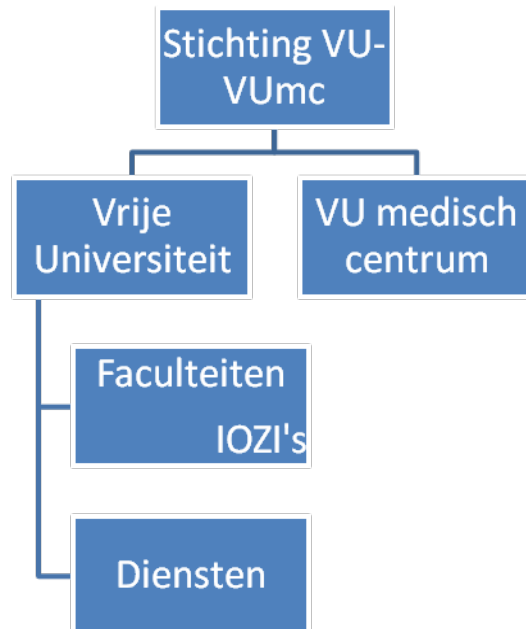 Stichting VU-
VUmc
Vrije
Universiteit
VU medisch
centrum
Faculteiten
IOZI's
Diensten